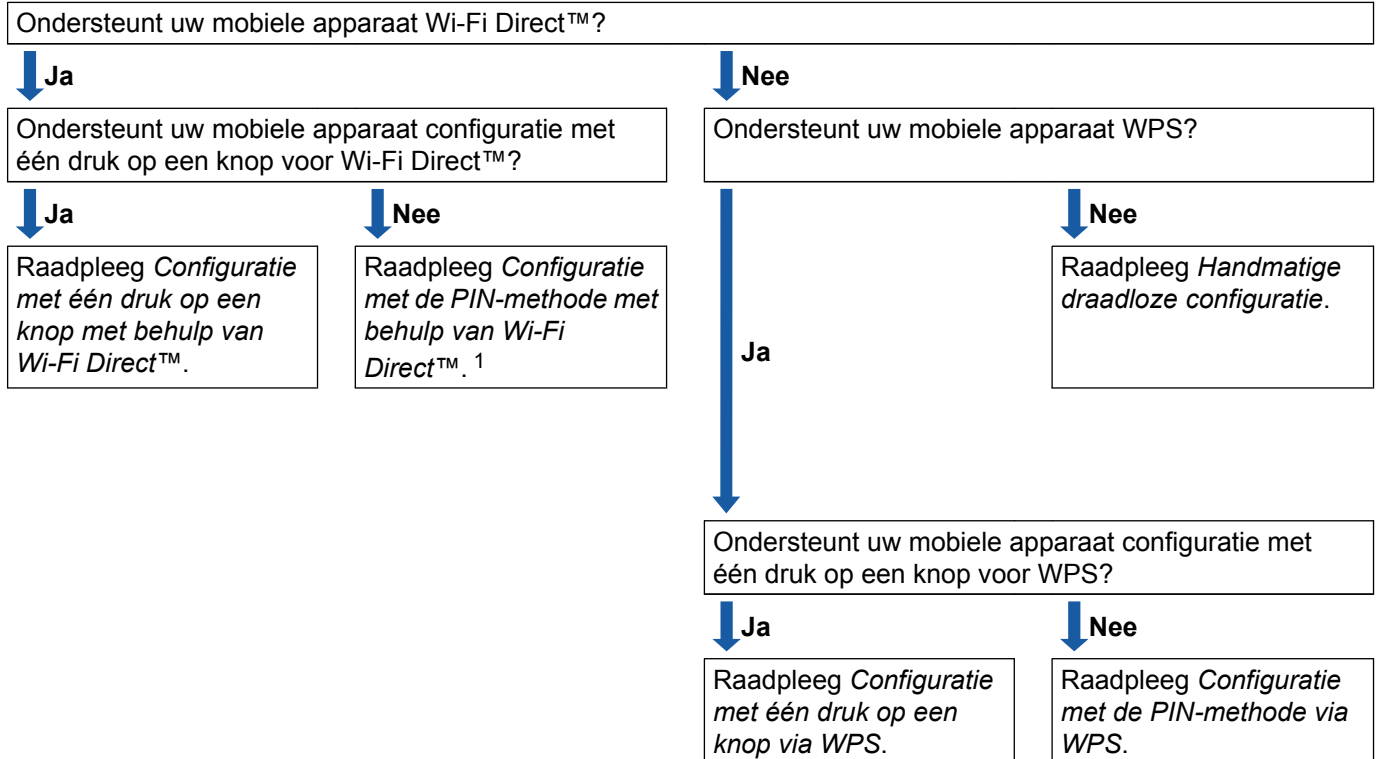 Ondersteunt uw mobiele apparaat Wi-Fi Direct™?
Ja
Nee
Ondersteunt uw mobiele apparaat configuratie met
één druk op een knop voor Wi-Fi Direct™?
Ondersteunt uw mobiele apparaat WPS?
Ja
Nee
Nee
Raadpleeg Configuratie
met één druk op een
knop met behulp van
Wi-Fi Direct™.
Raadpleeg Configuratie
met de PIN-methode met
behulp van Wi-Fi
Direct™. 1
Raadpleeg Handmatige
draadloze configuratie.
Ja
Ondersteunt uw mobiele apparaat configuratie met
één druk op een knop voor WPS?
Ja
Nee
Raadpleeg Configuratie
met één druk op een
knop via WPS.
Raadpleeg Configuratie
met de PIN-methode via
WPS.